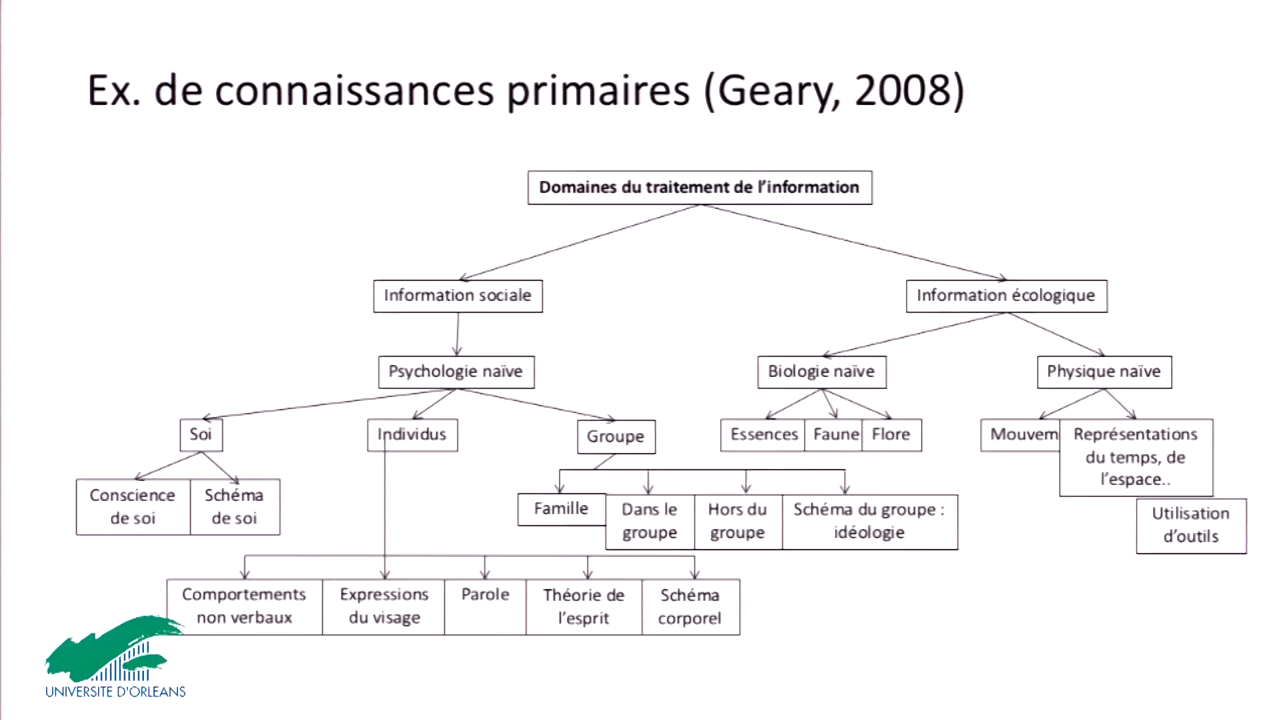 Ex. de connaissances primaires (Geary, 2008)
Domaines du traitement de l’information
Information sociale
Information écologique
Psychologie naïve
Biologie naïve
Physique naïve
Soi
Individus
Groupe
Essences
Faune
Flore
Mouvem
Représentations
du temps, de
l’espace..
Conscience
de soi
Schéma
de soi
Famille
Dans le
groupe
Hors du
groupe
Schéma du groupe :
idéologie
Utilisation
d’outils
Comportements
non verbaux
Expressions
du visage
Parole
Théorie de
l’esprit
Schéma
corporel
UNIVERSITE D'ORLEANS